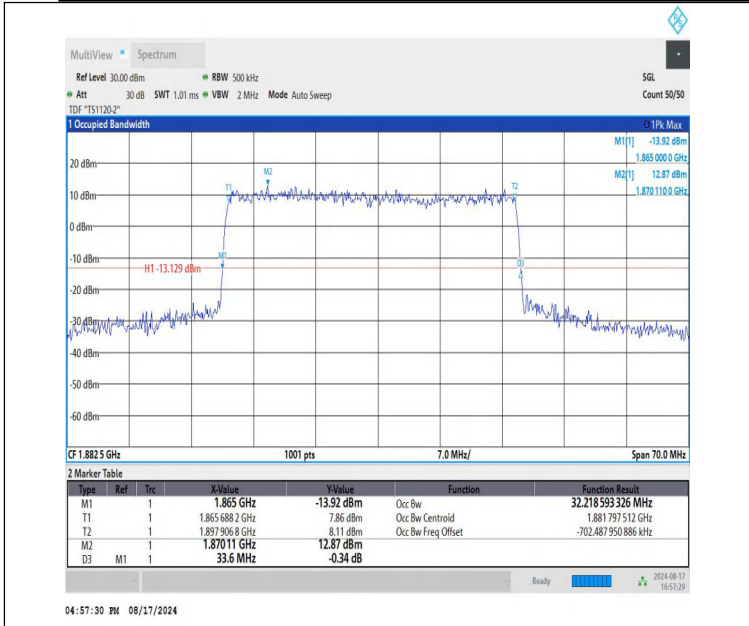 R S
MultiView Spectrum
Ref Level 30.00 dBm RBW 500 kHz SGL
Att 30 dB SWT 1.01 ms VBW 2 MHz Mode Auto Sweep Count 50/50
TDF "TS1120-2"
1 Occupied Bandwidth 1Pk Max
M1[1] -13.92 dBm
1.865 000 0 GHz
M2[1] 12.87 dBm
1.870 110 0 GHz
20 dBm
M2
T1 T2
10 dBm
0 dBm
-10 dBm
M1 D3
H1 -13.129 dBm
-20 dBm
-30 dBm
-40 dBm
-50 dBm
-60 dBm
CF 1.882 5 GHz 1001 pts 7.0 MHz/ Span 70.0 MHz
2 Marker Table
Type Ref Trc X-Value Y-Value Function Function Result
M1 1 1.865 GHz -13.92 dBm Occ Bw 32.218 593 326 MHz
T1 1 1.865 688 2 GHz 7.86 dBm Occ Bw Centroid 1.881 797 512 GHz
T2 1 1.897 906 8 GHz 8.11 dBm Occ Bw Freq Offset -702.487 950 886 kHz
M2 1 1.87011 GHz 12.87 dBm
D3 M1 1 33.6 MHz -0.34 dB
Ready 2024-08-17
16:57:29
04:57:30 PM 08/17/2024